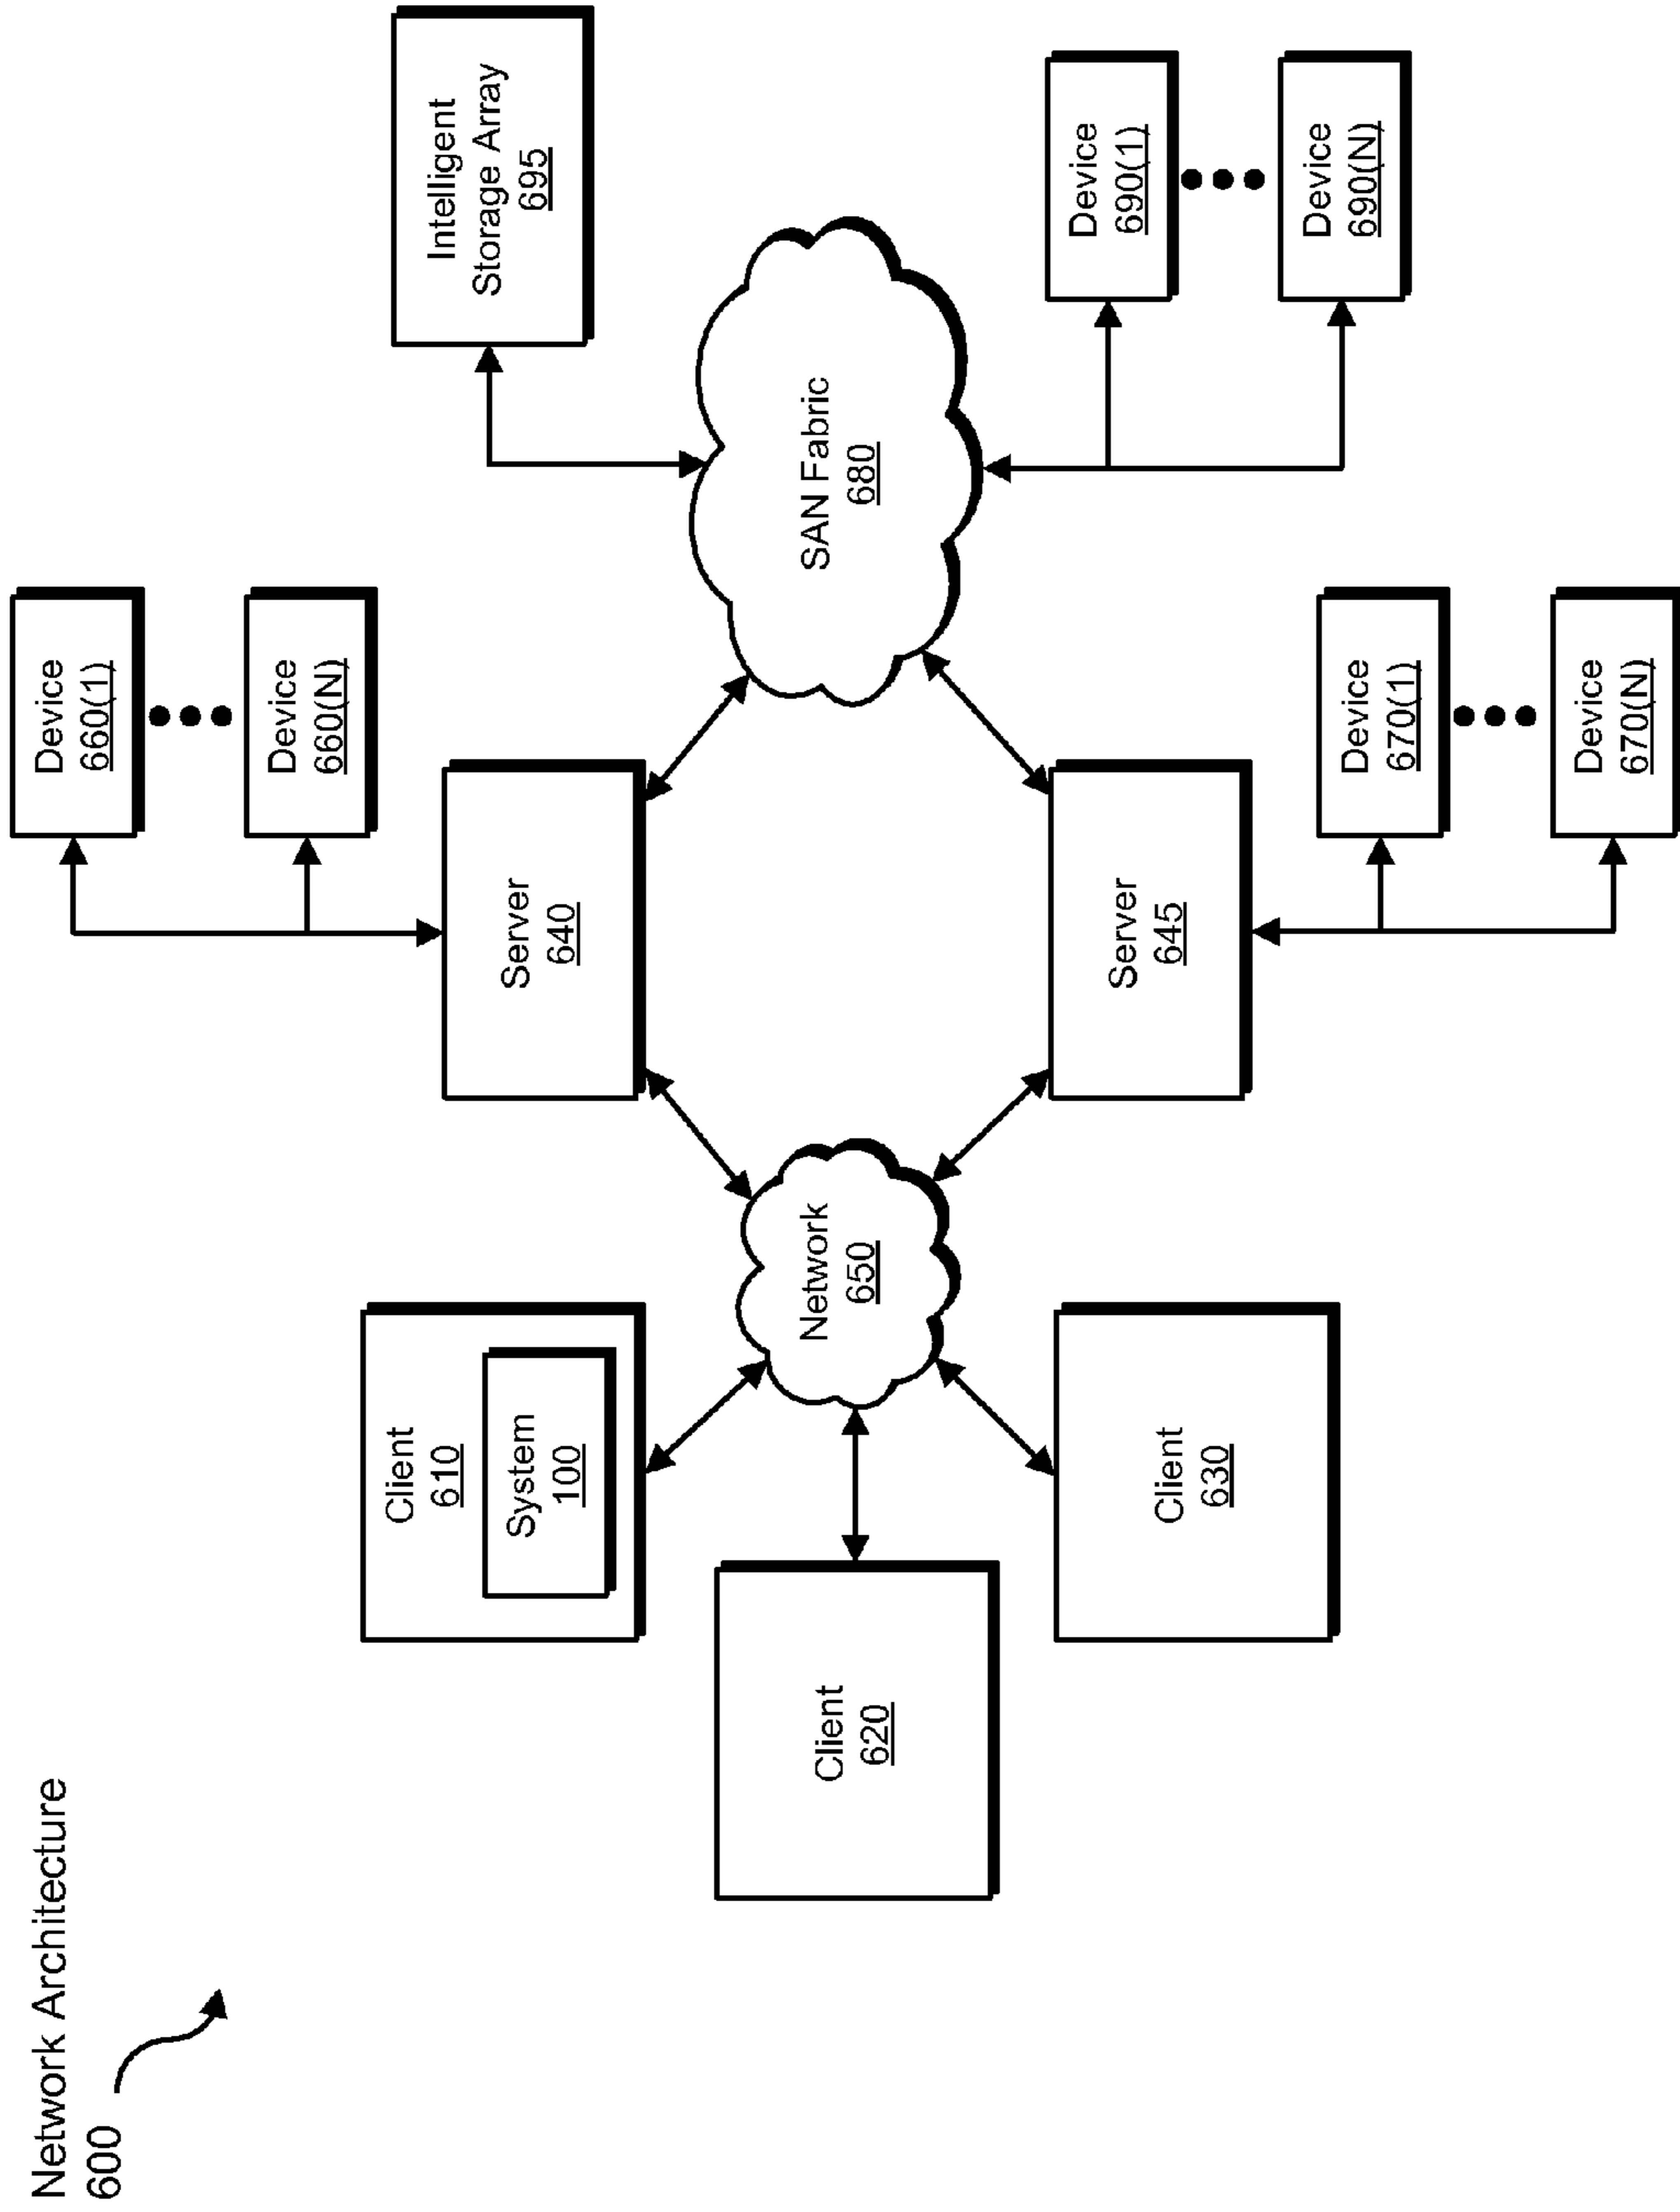 Network Architecture
600
Client
610
System
100
Client
620
Client
630
Network
650
Server
640
Server
645
Device
660(1)
Device
660(N)
Device
670(1)
Device
670(N)
SAN Fabric
680
Intelligent
Storage Array
695
Device
690(1)
Device
690(N)